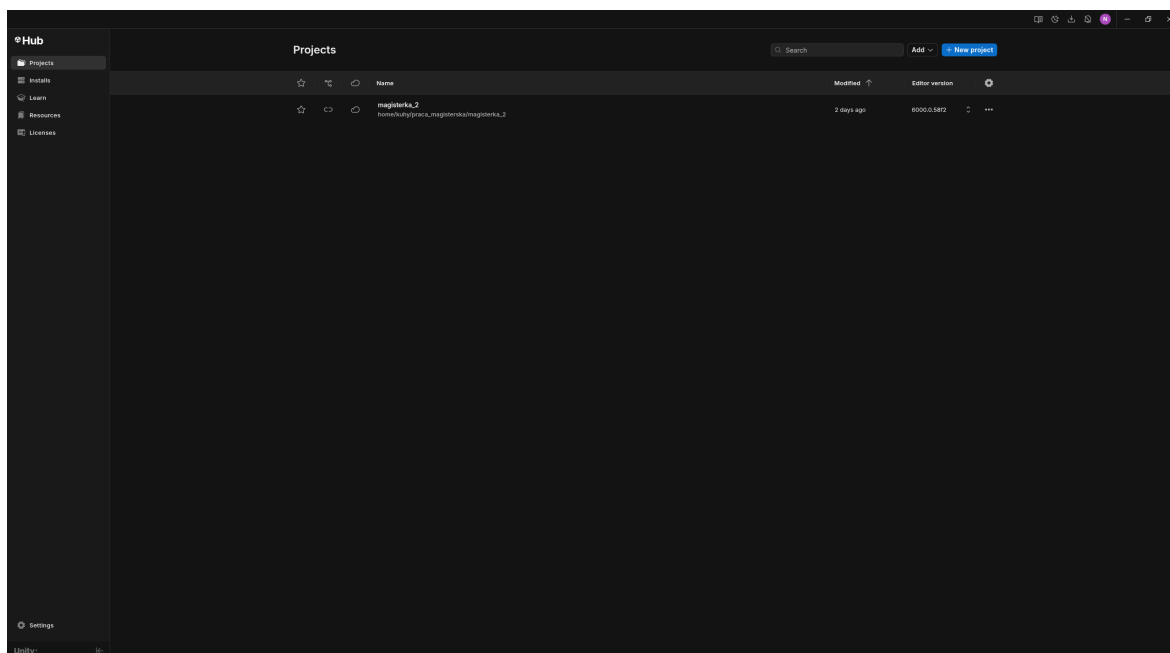 Hub
Projects
Installs
Learn
Resources
Licenses
Settings
Unity
N
Projects
Search
Add
+ New project
Name
Modified ↑
Editor version
magisterka_2
home/kuhy/praca_magisterska/magisterka_2
2 days ago
6000.0.58f2